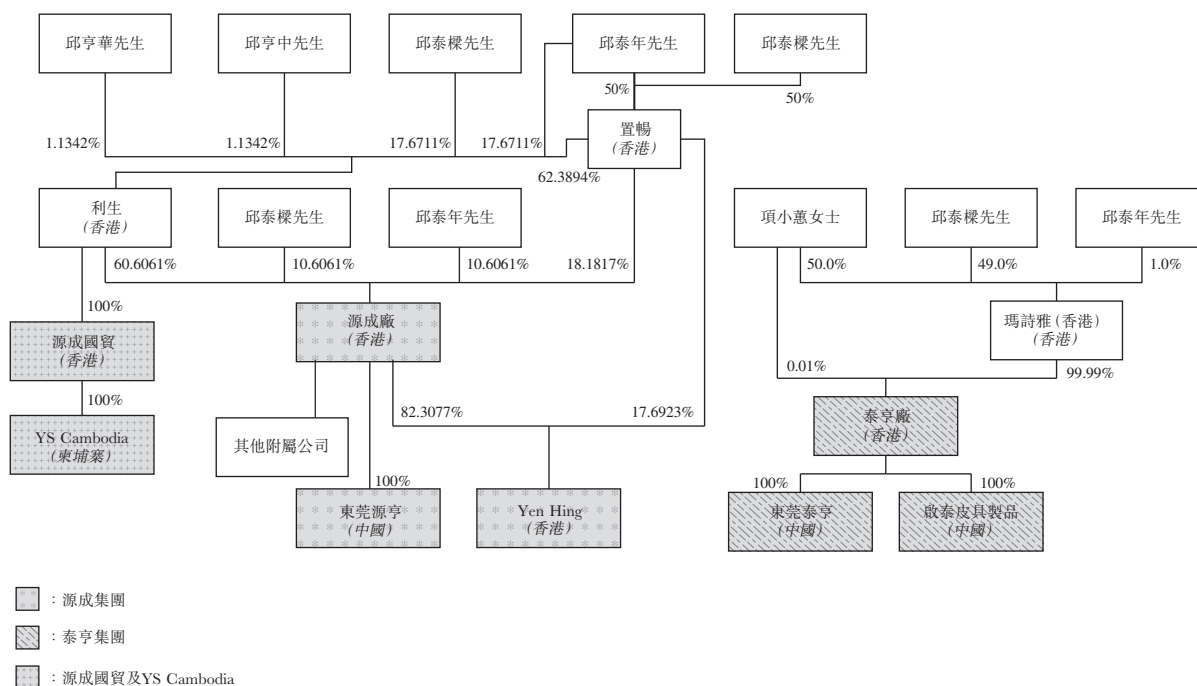 邱亨華先生
邱亨中先生
邱泰樑先生
邱泰年先生
邱泰樑先生
50%
50%
置暢
(香港)
1.1342%
1.1342%
17.6711%
17.6711%
62.3894%
利生
(香港)
邱泰樑先生
邱泰年先生
項小蕙女士
邱泰樑先生
邱泰年先生
60.6061%
10.6061%
10.6061%
18.1817%
50.0%
49.0%
1.0%
100%
源成國貿
(香港)
源成廠
(香港)
瑪詩雅(香港)
(香港)
0.01%
99.99%
100%
YS Cambodia
(柬埔寨)
其他附屬公司
82.3077%
17.6923%
泰亨廠
(香港)
100%
東莞源亨
(中國)
Yen Hing
(香港)
100%
100%
東莞泰亨
(中國)
啟泰皮具製品
(中國)
：源成集團
：泰亨集團
：源成國貿及YS Cambodia